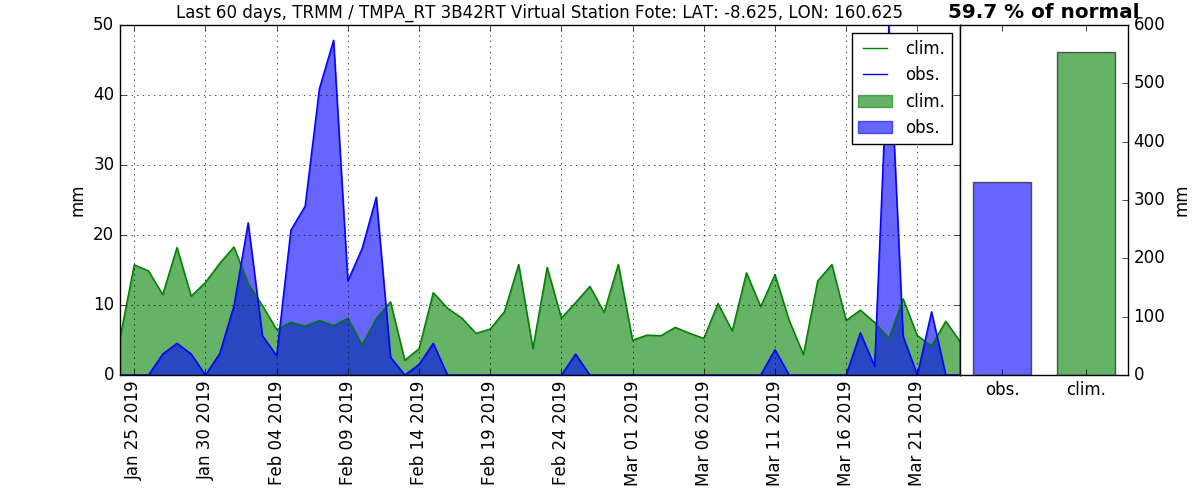 Last 60 days, TRMM / TMPA_RT 3B42RT Virtual Station Fote: LAT: -8.625, LON: 160.625
59.7 % of normal
50
40
30
20
10
0
mm
clim.
obs.
clim.
obs.
Jan 25 2019
Jan 30 2019
Feb 04 2019
Feb 09 2019
Feb 14 2019
Feb 19 2019
Feb 24 2019
Mar 01 2019
Mar 06 2019
Mar 11 2019
Mar 16 2019
Mar 21 2019
600
500
400
300
200
100
0
mm
obs.
clim.